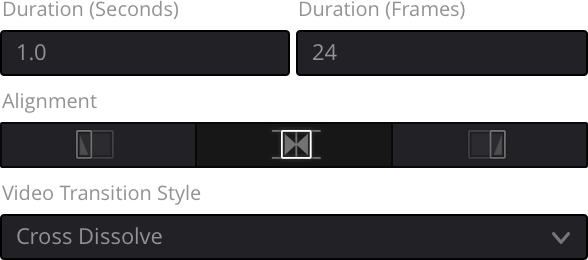 Duration (Seconds) Duration (Frames)
1.0 24
Alignment
Video Transition Style
Cross Dissolve